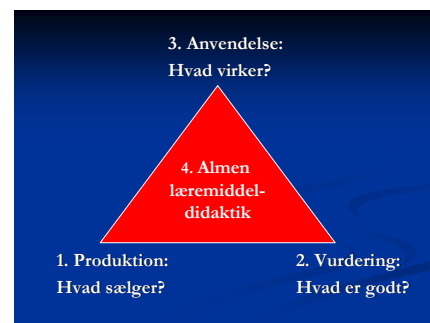 3. Anvendelse:
Hvad virker?
4. Almen
læremiddel-
didaktik
1. Produktion:
Hvad sælger?
2. Vurdering:
Hvad er godt?